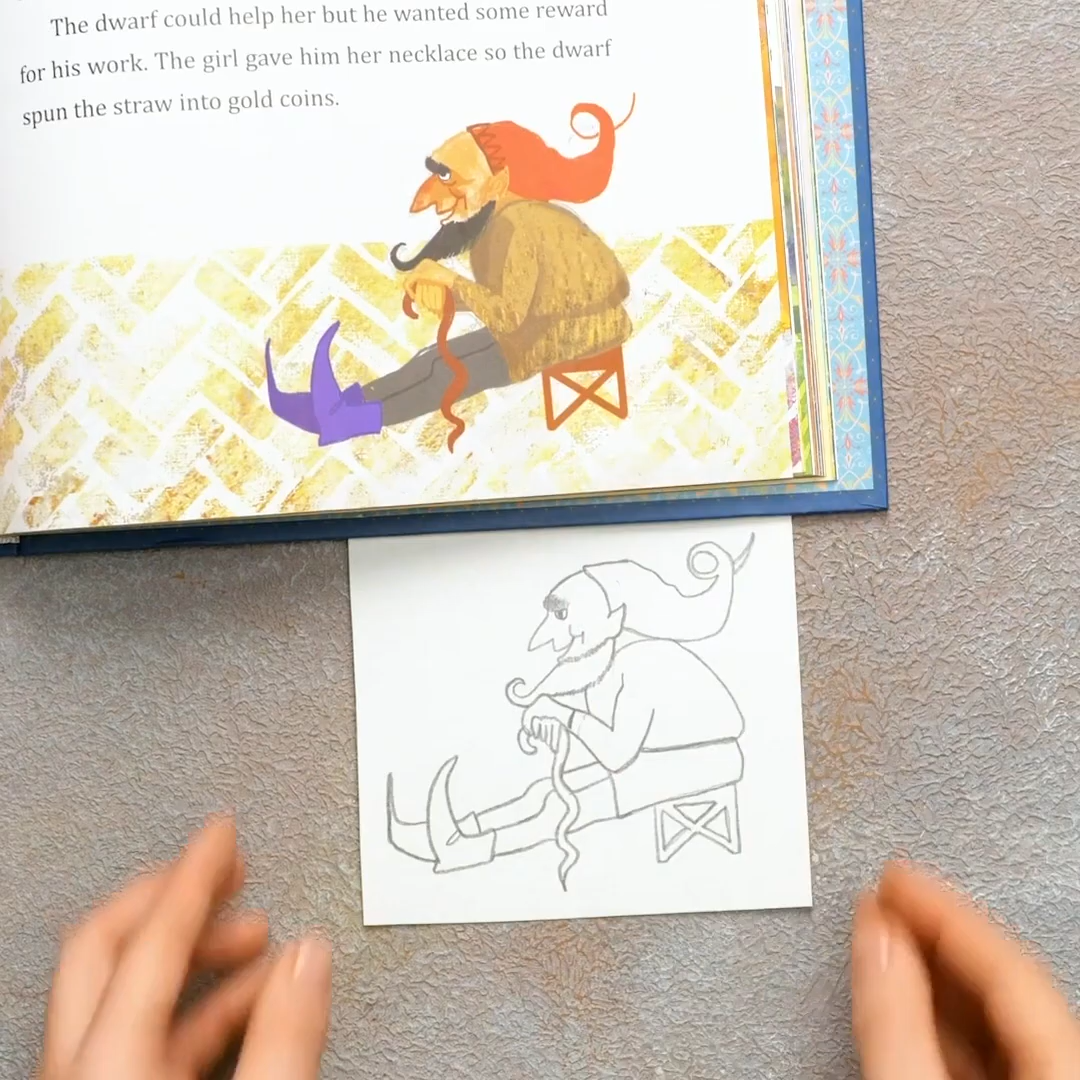 The dwarf could help her but he wanted some reward
for his work. The girl gave him her necklace so the dwarf
spun the straw into gold coins.